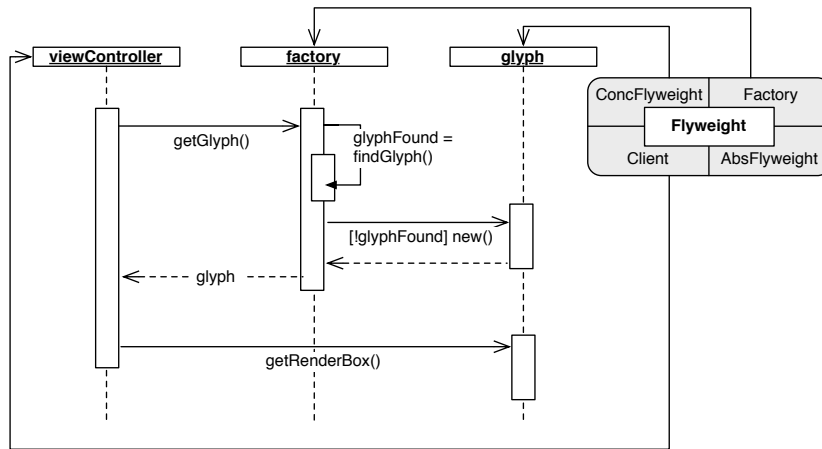 viewController
factory
glyph
ConcFlyweight
Factory
Flyweight
Client
AbsFlyweight
getGlyph()
glyphFound =
findGlyph()
[!glyphFound] new()
glyph
getRenderBox()